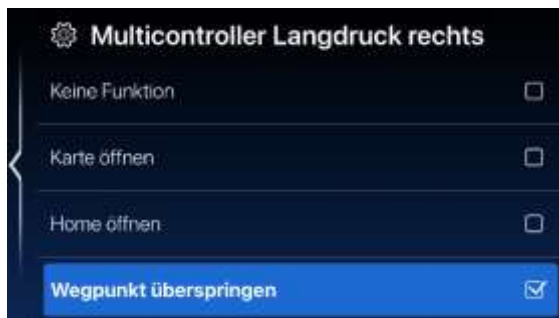 Multicontroller Langdruck rechts
Keine Funktion
Karte öffnen
Home öffnen
Wegpunkt überspringen